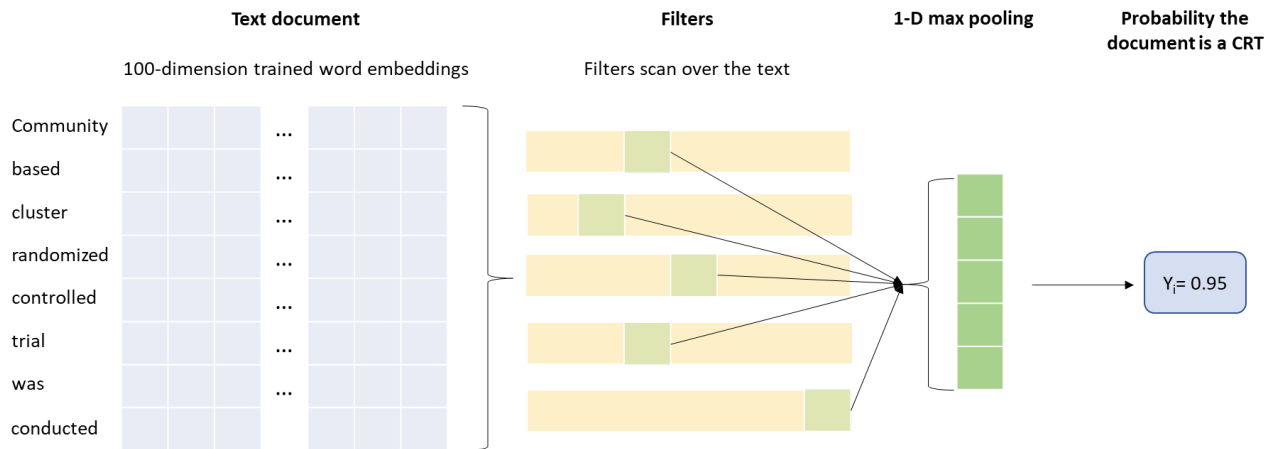 Text document
Filters
1-D max pooling
Probability the
document is a CRT
100-dimension trained word embeddings
Filters scan over the text
Community
...
based
...
cluster
...
randomized
...
controlled
...
trial
...
was
...
conducted
Yi= 0.95